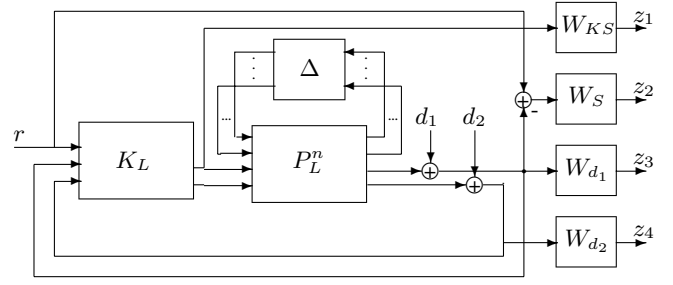 W_{KS} z_1
Δ
W_S z_2
-
d_1 d_2
r
K_L P_L^n
W_{d_1} z_3
W_{d_2} z_4